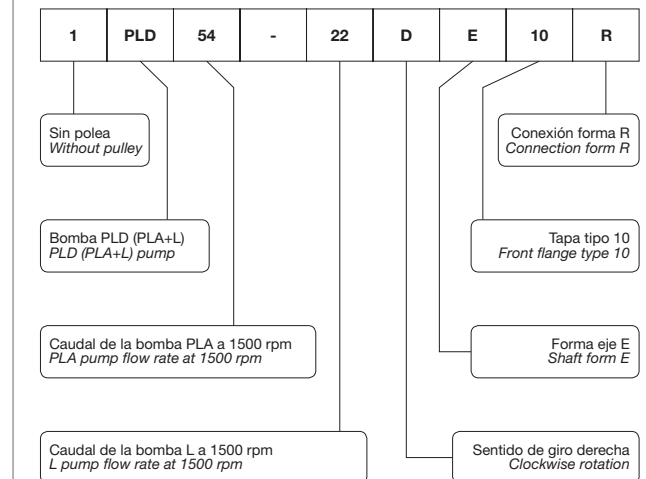 1 PLD 54 - 22 D E 10 R
Sin polea
Without pulley
Conexión forma R
Connection form R
Bomba PLD (PLA+L)
PLD (PLA+L) pump
Tapa tipo 10
Front flange type 10
Caudal de la bomba PLA a 1500 rpm
PLA pump flow rate at 1500 rpm
Forma eje E
Shaft form E
Caudal de la bomba L a 1500 rpm
L pump flow rate at 1500 rpm
Sentido de giro derecha
Clockwise rotation